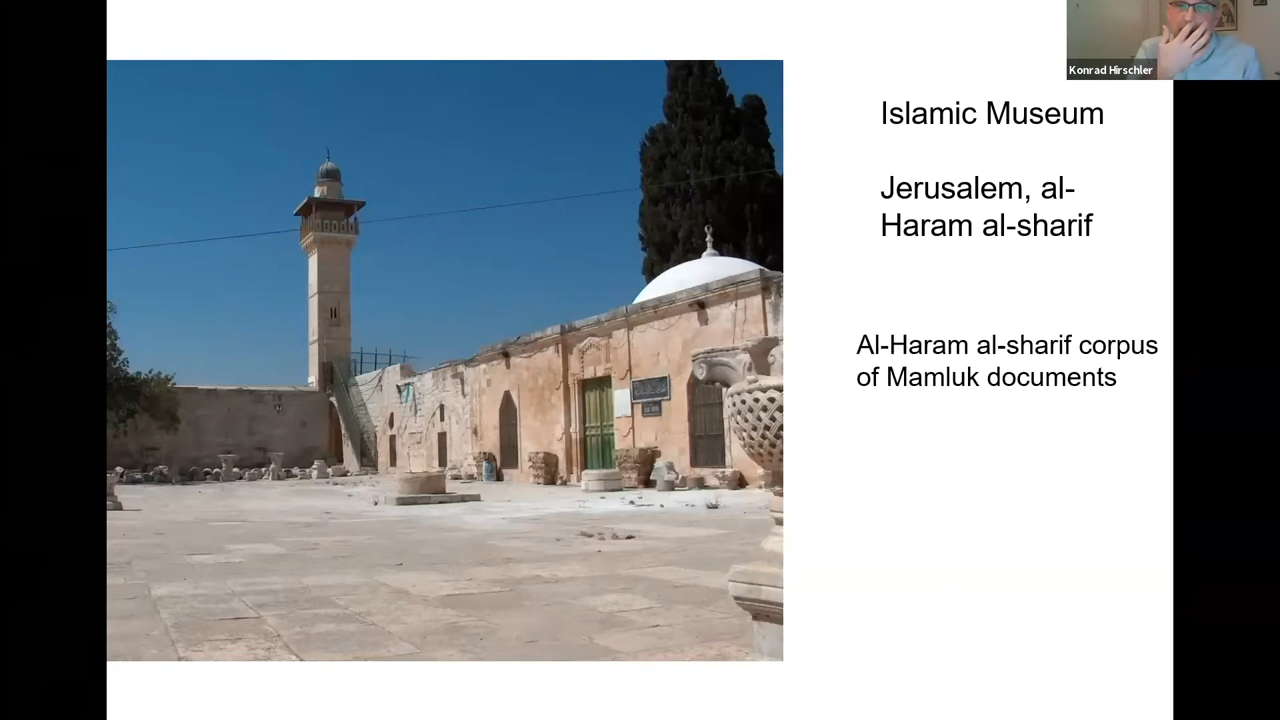 Konrad Hirschler
Islamic Museum
Jerusalem, al-
Haram al-sharif
Al-Haram al-sharif corpus
of Mamluk documents